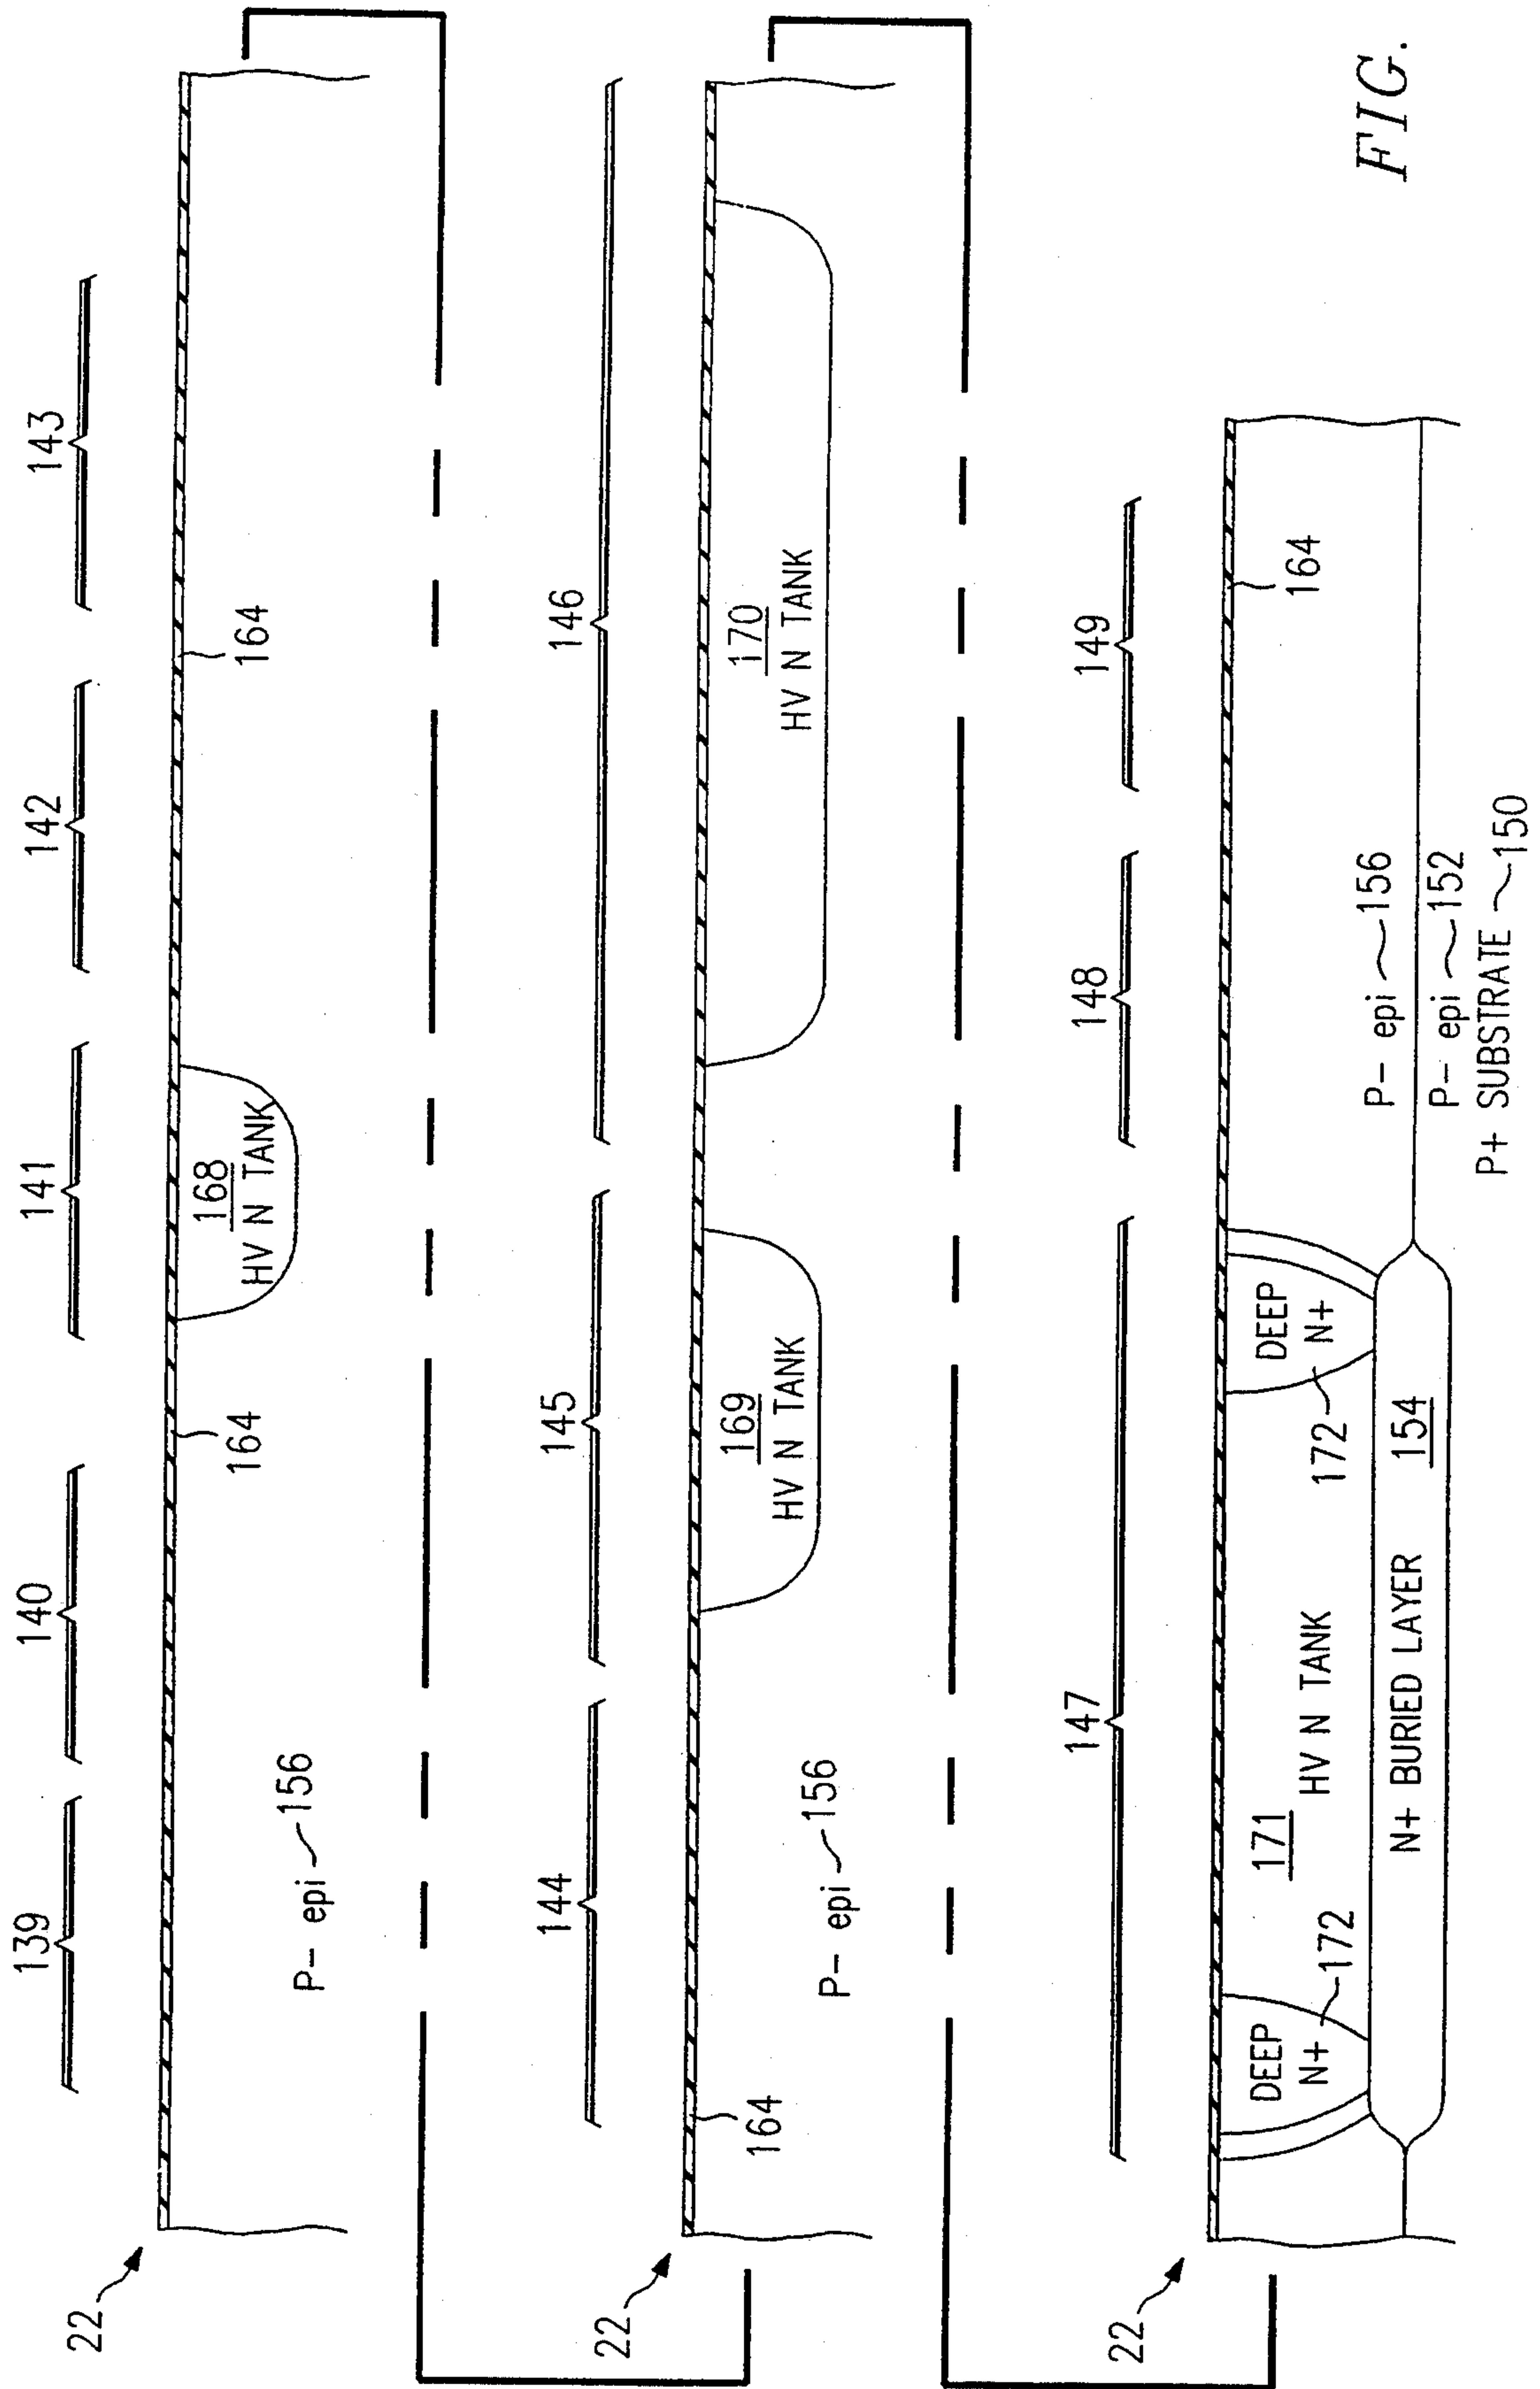 139 140 141 142 143
22
164
168
HV N TANK
164
P- epi 156
144 145 146
22
164
169
HV N TANK
170
HV N TANK
P- epi 156
147 148 149
22
DEEP
N+
172
171
HV N TANK
DEEP
N+
172
164
N+ BURIED LAYER 154
P- epi 156
P- epi 152
P+ SUBSTRATE 150
FIG.